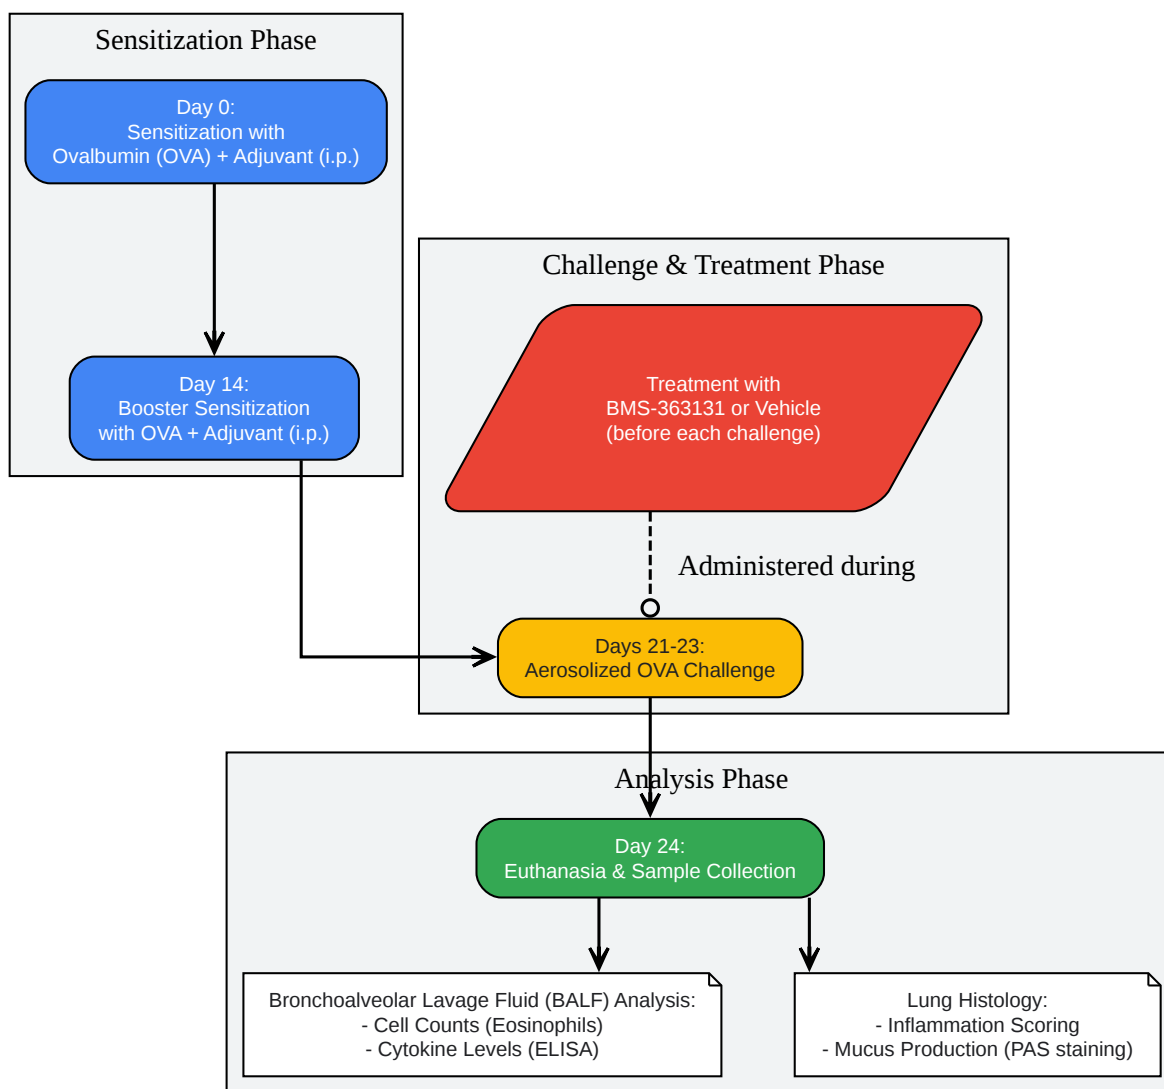 Sensitization Phase
Day 0:
Sensitization with
Ovalbumin (OVA) + Adjuvant (i.p.)
Day 14:
Booster Sensitization
with OVA + Adjuvant (i.p.)
Challenge & Treatment Phase
Treatment with
BMS-363131 or Vehicle
(before each challenge)
Administered during
Days 21-23:
Aerosolized OVA Challenge
Analysis Phase
Day 24:
Euthanasia & Sample Collection
Bronchoalveolar Lavage Fluid (BALF) Analysis:
- Cell Counts (Eosinophils)
- Cytokine Levels (ELISA)
Lung Histology:
- Inflammation Scoring
- Mucus Production (PAS staining)